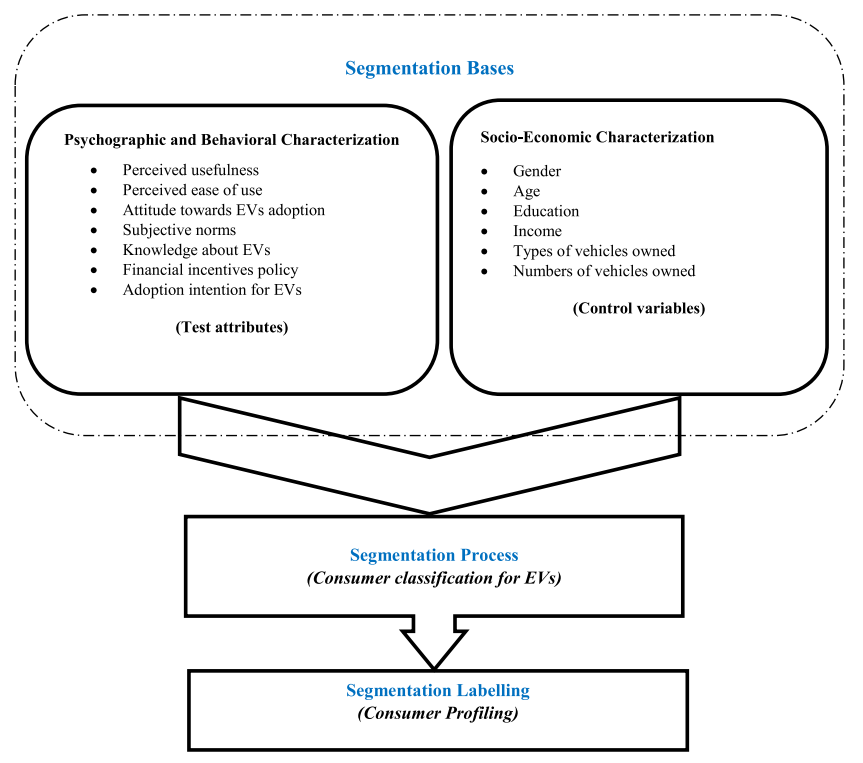 Segmentation Bases
Psychographic and Behavioral Characterization
• Perceived usefulness
• Perceived ease of use
• Attitude towards EVs adoption
• Subjective norms
• Knowledge about EVs
• Financial incentives policy
• Adoption intention for EVs
(Test attributes)
Socio-Economic Characterization
• Gender
• Age
• Education
• Income
• Types of vehicles owned
• Numbers of vehicles owned
(Control variables)
Segmentation Process
(Consumer classification for EVs)
Segmentation Labelling
(Consumer Profiling)